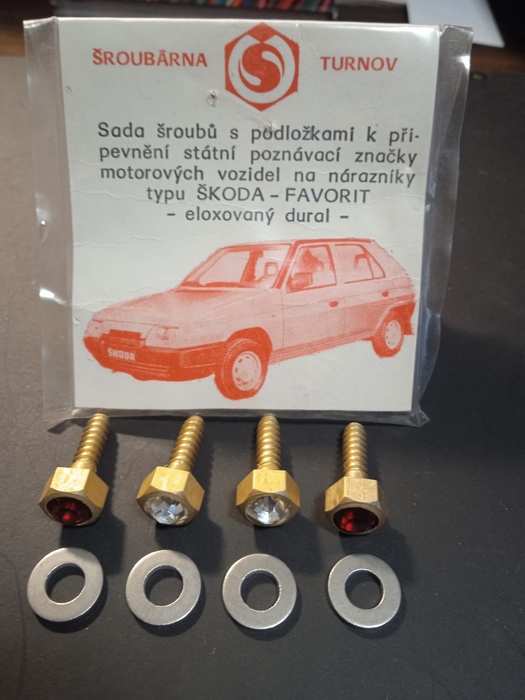 ŠROUBÁRNA TURNOV
Sada šroubů s podložkami k při-
pevnění státní poznávací značky
motorových vozidel na nárazníky
typu ŠKODA – FAVORIT
– eloxovaný dural –
ŠKODA